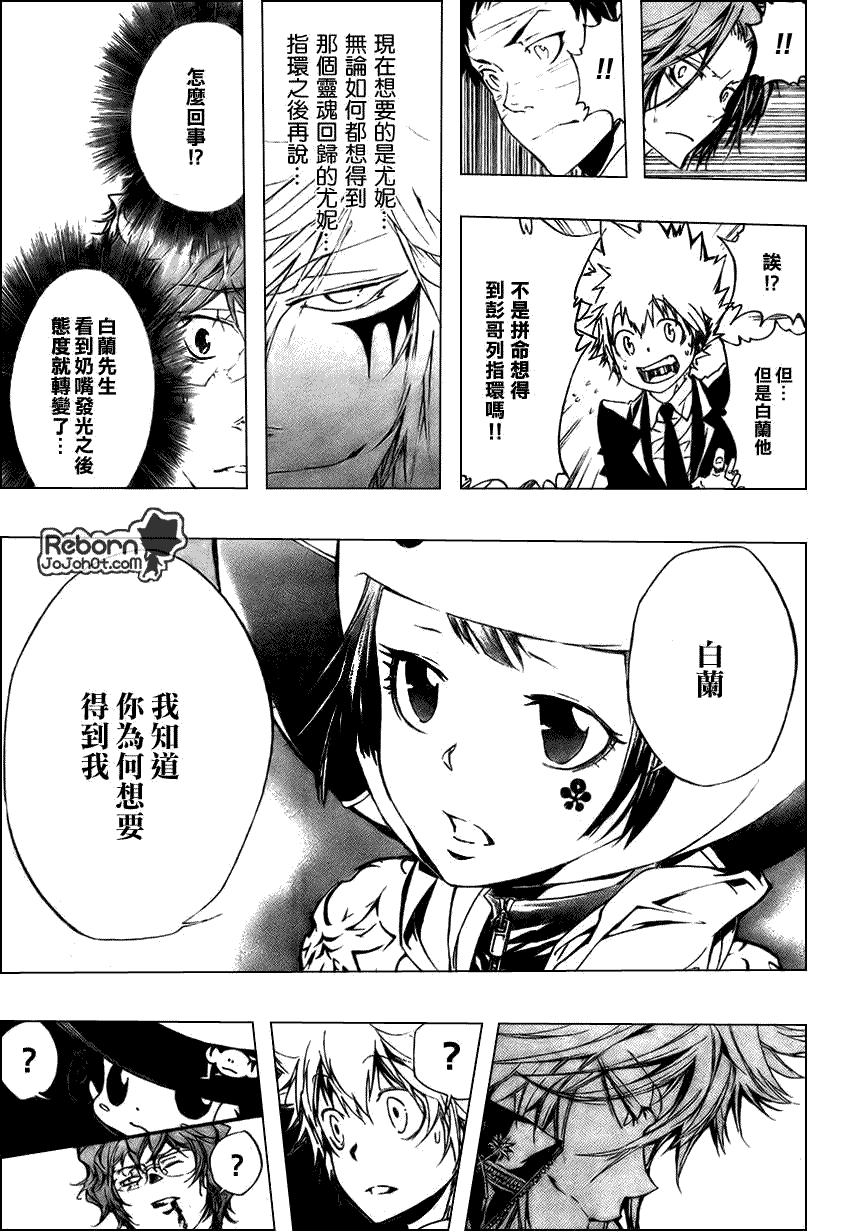 !!
!!
誒!?
但…
但是白蘭他
不是拼命想得
到彭哥列指環嗎!!
現在想要的是尤妮…
無論如何都想得到
那個靈魂回歸的尤妮…
指環之後再說…
怎麼回事!?
白蘭先生
看到奶嘴發光之後
態度就轉變了…
Reborn
JoJoHot.com
白蘭
我知道
你為何想要
得到我
?
?
?